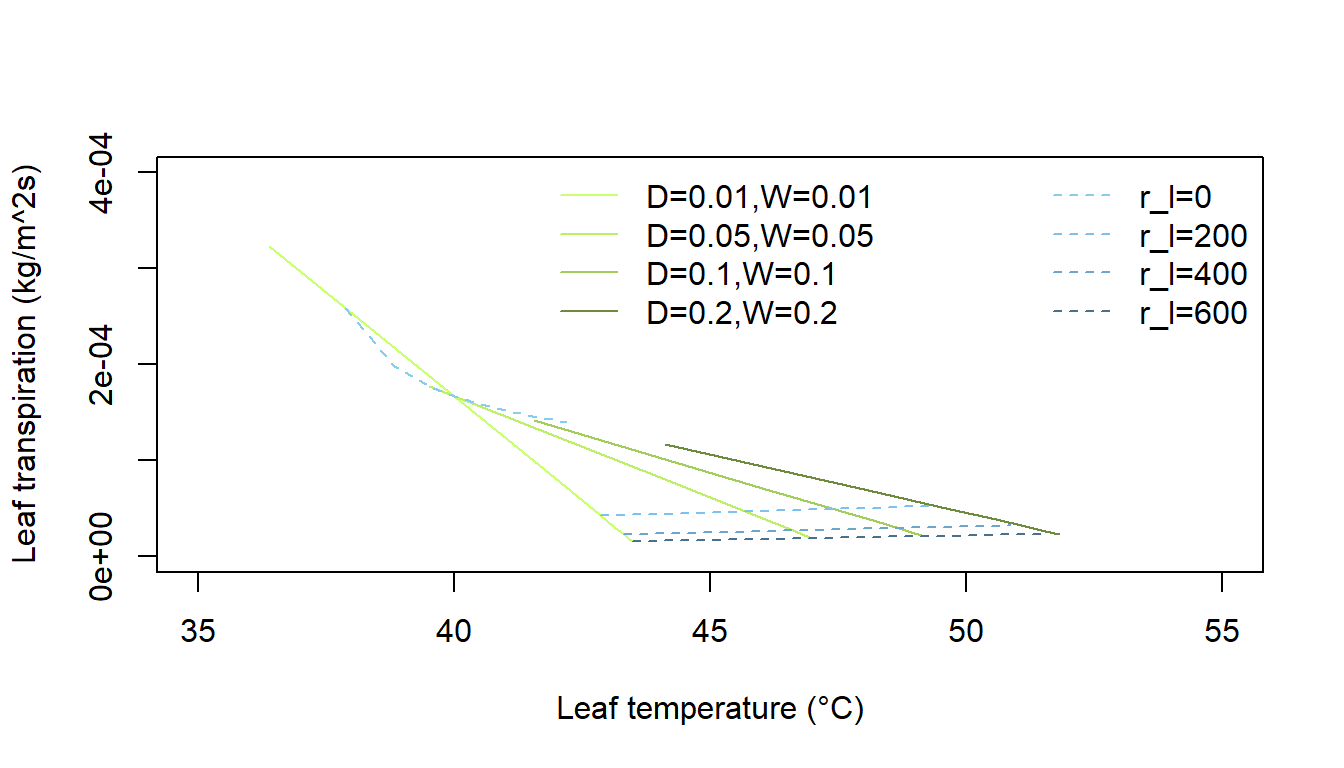 4e-04
2e-04
0e+00
Leaf transpiration (kg/m^2s)
D=0.01,W=0.01
D=0.05,W=0.05
D=0.1,W=0.1
D=0.2,W=0.2
r_l=0
r_l=200
r_l=400
r_l=600
35 40 45 50 55
Leaf temperature (°C)